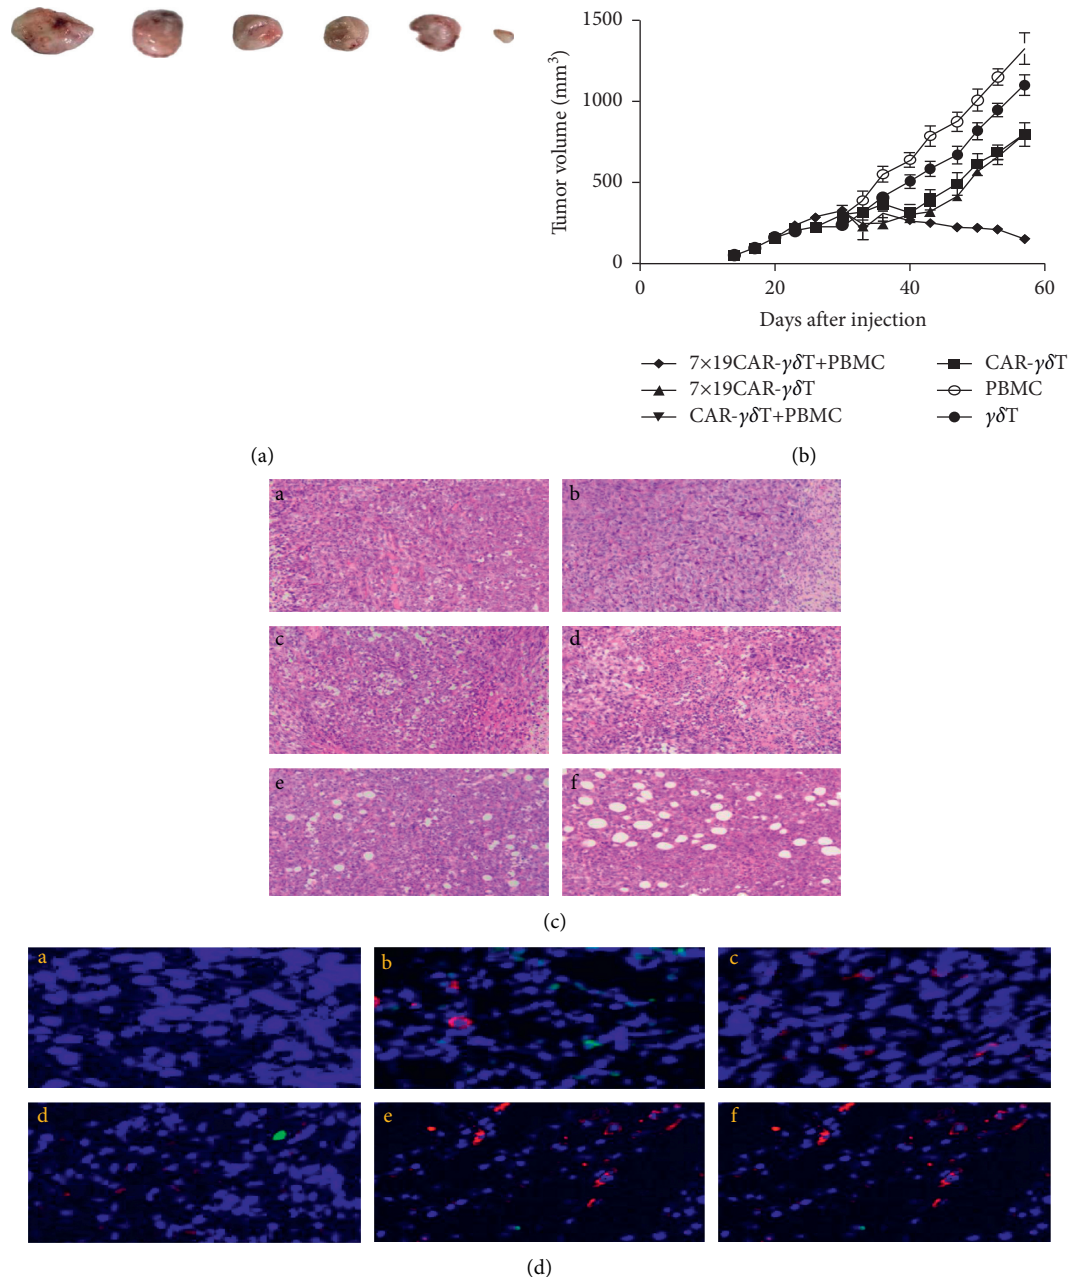 1500
1000
500
0
Tumor volume (mm³)
0 20 40 60
Days after injection
7×19CAR-γδT+PBMC
7×19CAR-γδT
CAR-γδT+PBMC
CAR-γδT
PBMC
γδT
(a)
(b)
a b
c d
e f
(c)
a b c
d e f
(d)